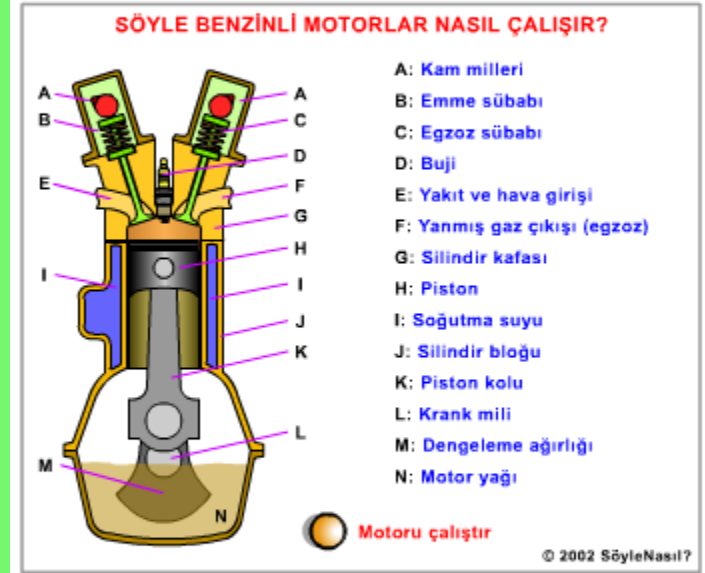 SÖYLE BENZİNLİ MOTORLAR NASIL ÇALIŞIR?
A: Kam milleri
B: Emme sübabı
C: Egzoz sübabı
D: Buji
E: Yakıt ve hava girişi
F: Yanmış gaz çıkışı (egzoz)
G: Silindir kafası
H: Piston
I: Soğutma suyu
J: Silindir bloğu
K: Piston kolu
L: Krank mili
M: Dengeleme ağırlığı
N: Motor yağı
A
A
B
C
D
E
F
G
H
I
I
J
K
L
M
N
Motoru çalıştır
© 2002 SöyleNasıl?